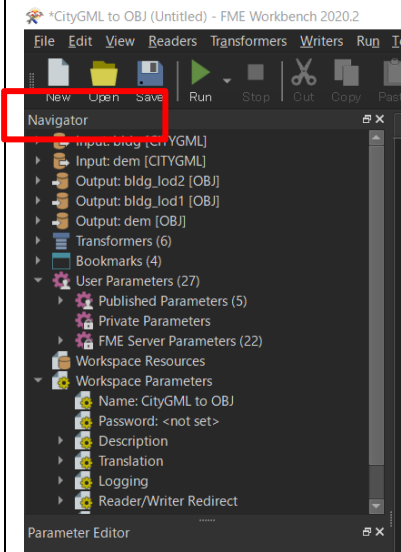 *CityGML to OBJ (Untitled) - FME Workbench 2020.2
File Edit View Readers Transformers Writers Run
New Open Save Run Stop Cut Copy
Navigator
Input: bldg [CITYGML]
Input: dem [CITYGML]
Output: bldg_lod2 [OBJ]
Output: bldg_lod1 [OBJ]
Output: dem [OBJ]
Transformers (6)
Bookmarks (4)
User Parameters (27)
Published Parameters (5)
Private Parameters
FME Server Parameters (22)
Workspace Resources
Workspace Parameters
Name: CityGML to OBJ
Password: <not set>
Description
Translation
Logging
Reader/Writer Redirect
Parameter Editor